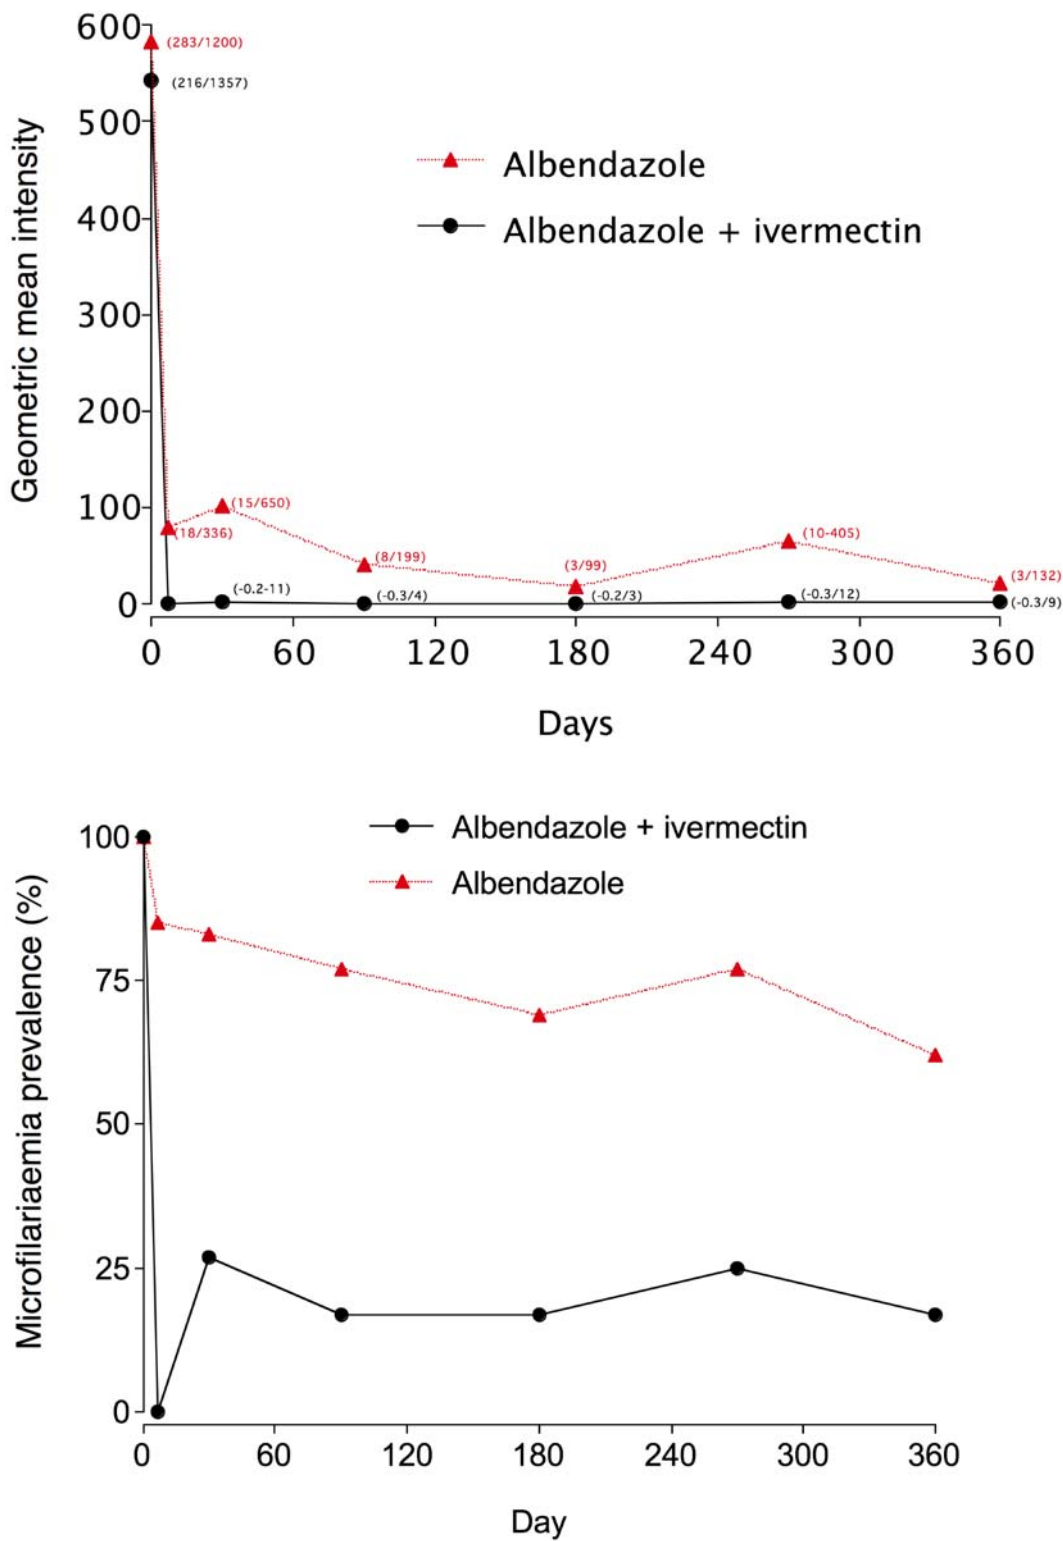 600
(283/1200)
(216/1357)
500
Albendazole
400
Albendazole + ivermectin
Geometric mean intensity
300
200
100
(15/650)
(18/336)
(8/199)
(3/99)
(10-405)
(3/132)
0
(-0.2-11)
(-0.3/4)
(-0.2/3)
(-0.3/12)
(-0.3/9)
0 60 120 180 240 300 360
Days
100
Albendazole + ivermectin
Albendazole
Microfilariaemia prevalence (%)
75
50
25
0
0 60 120 180 240 300 360
Day